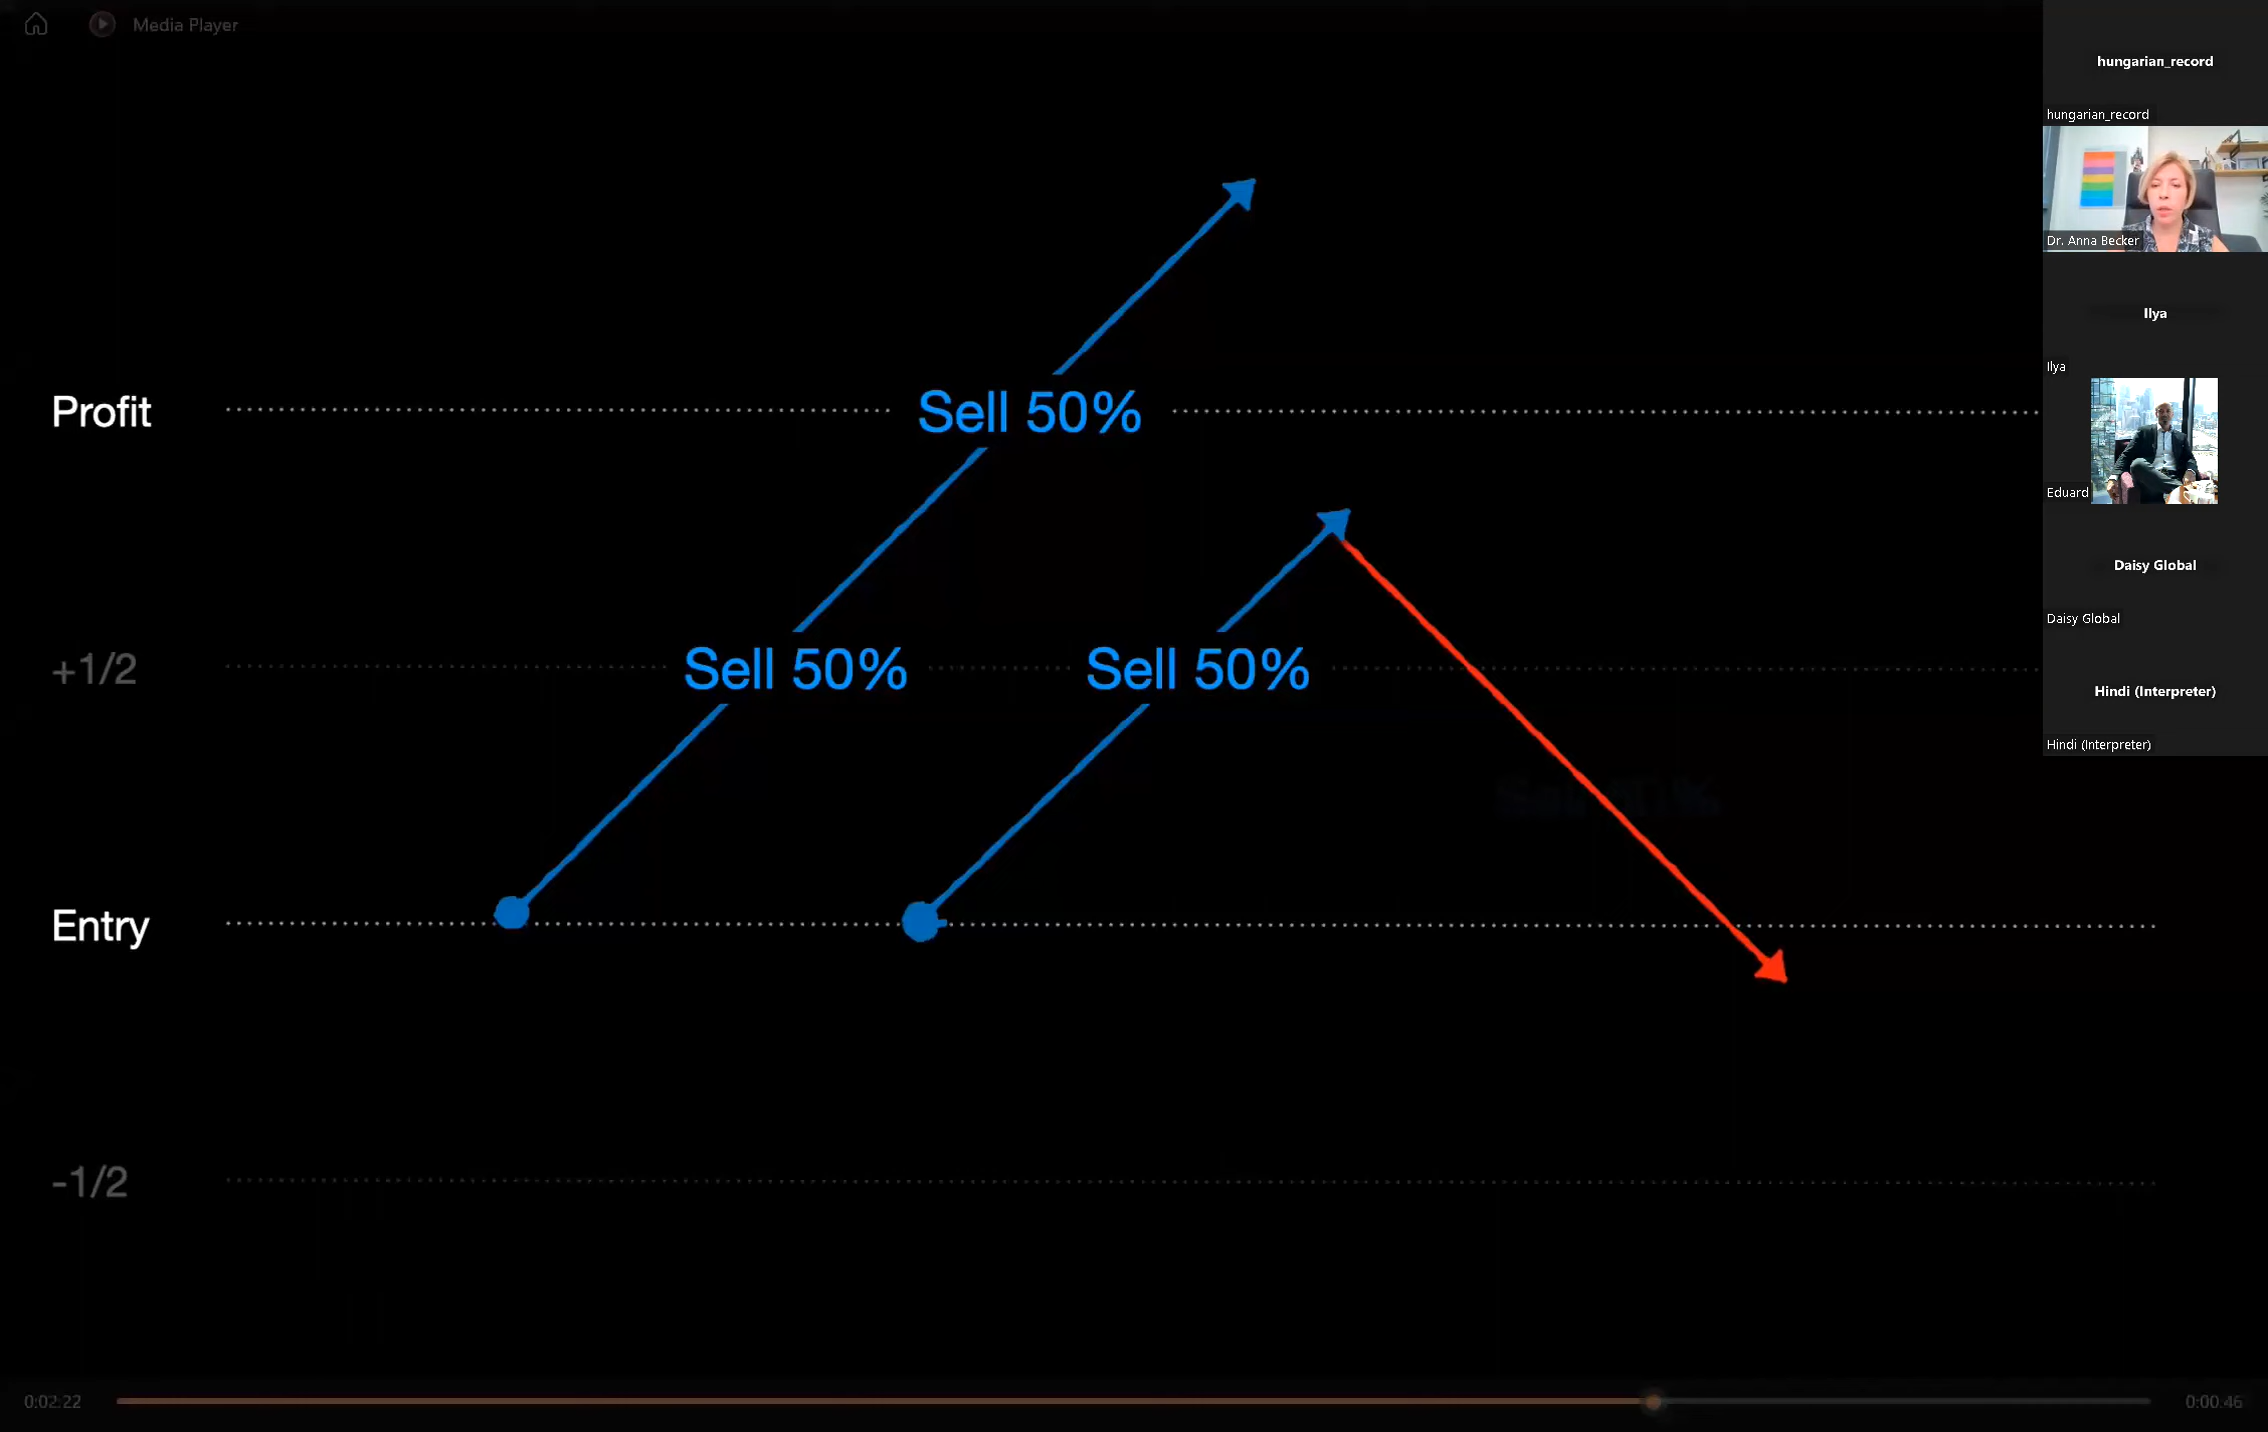 Media Player
hungarian_record
hungarian_record
Dr. Anna Becker
Ilya
Ilya
Eduard
Daisy Global
Daisy Global
Hindi (Interpreter)
Hindi (Interpreter)
Profit
Sell 50%
+1/2
Sell 50%
Sell 50%
Entry
-1/2
0:02:22
0:00:46